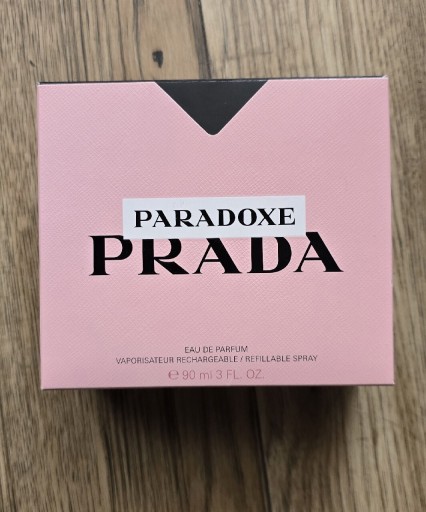 PARADOXE
PRADA
EAU DE PARFUM
VAPORISATEUR RECHARGEABLE / REFILLABLE SPRAY
℮ 90 ml 3 FL. OZ.